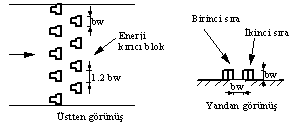 bw
Enerji
kırıcı blok
1.2 bw
Üstten görünüş
Birinci sıra
İkinci sıra
bw
bw
Yandan görünüş